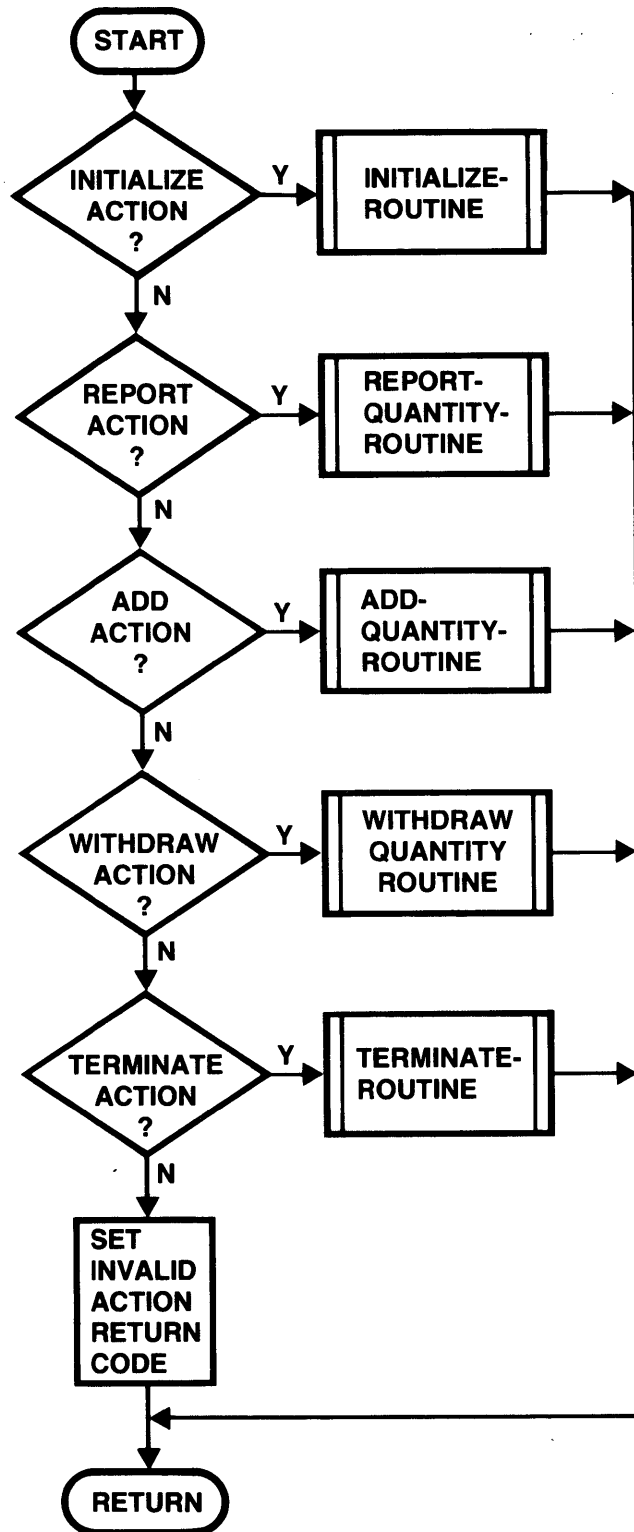 START
INITIALIZE
ACTION
?
Y
INITIALIZE-
ROUTINE
N
REPORT
ACTION
?
Y
REPORT-
QUANTITY-
ROUTINE
N
ADD
ACTION
?
Y
ADD-
QUANTITY-
ROUTINE
N
WITHDRAW
ACTION
?
Y
WITHDRAW
QUANTITY
ROUTINE
N
TERMINATE
ACTION
?
Y
TERMINATE-
ROUTINE
N
SET
INVALID
ACTION
RETURN
CODE
RETURN